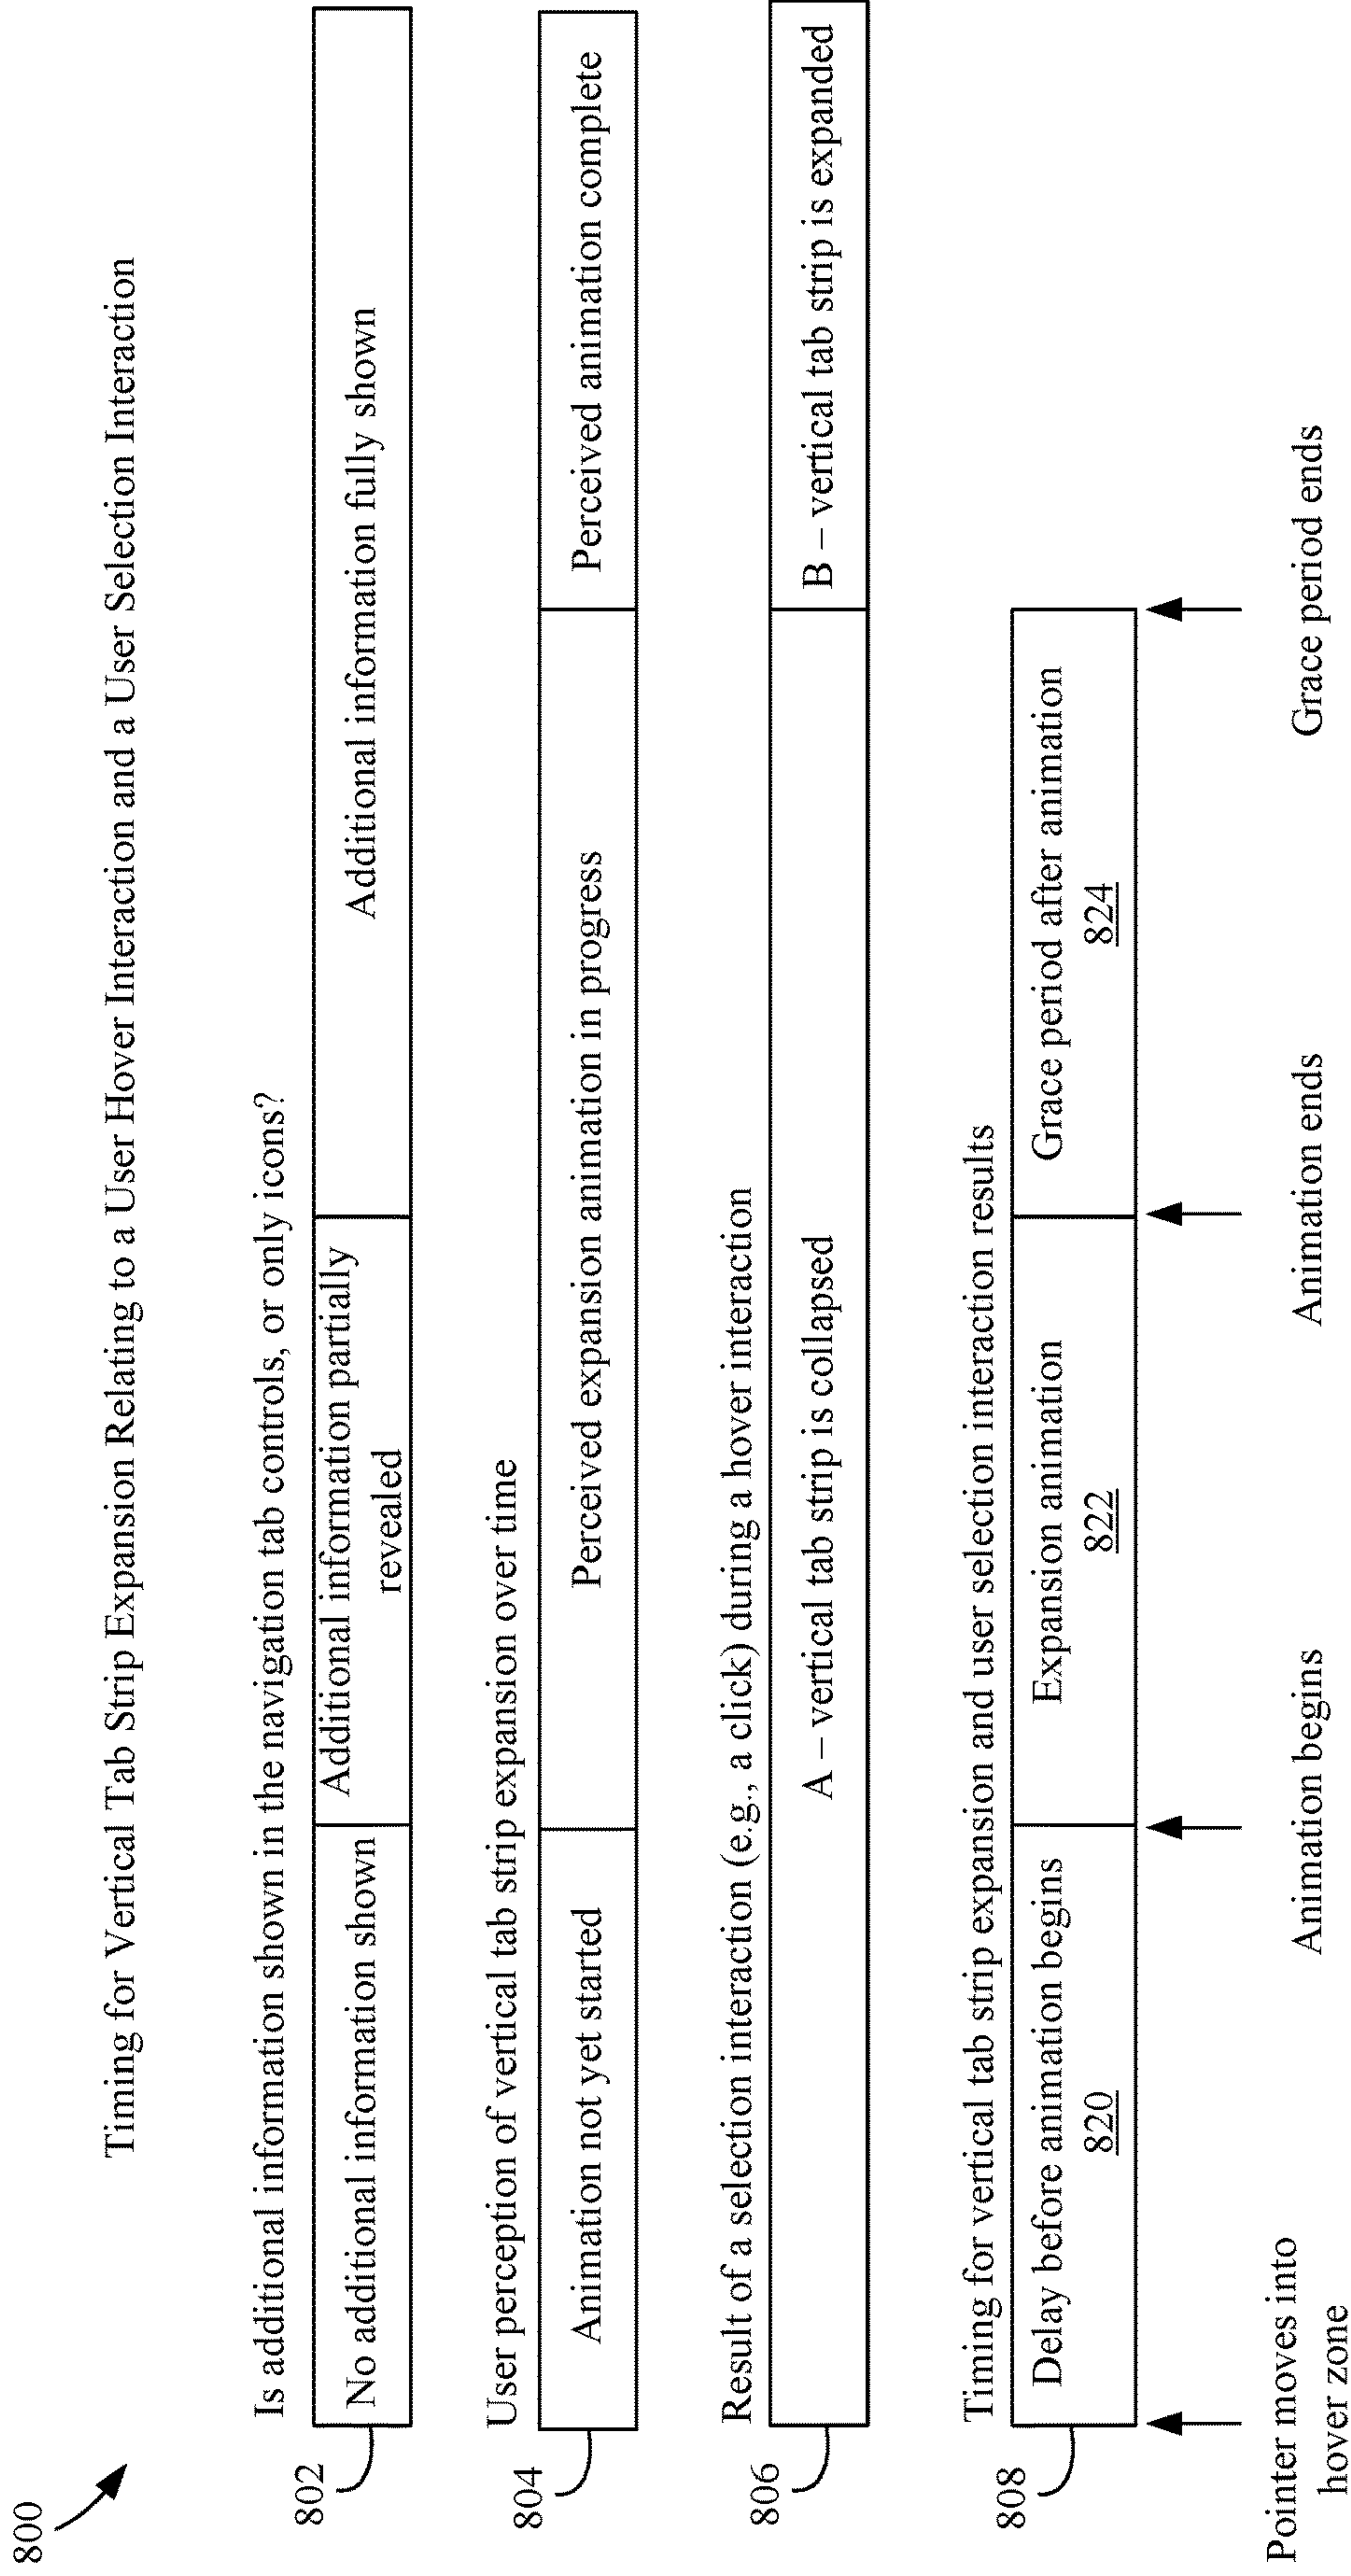 800
Timing for Vertical Tab Strip Expansion Relating to a User Hover Interaction and a User Selection Interaction
Is additional information shown in the navigation tab controls, or only icons?
802
No additional information shown
Additional information partially
revealed
Additional information fully shown
User perception of vertical tab strip expansion over time
804
Animation not yet started
Perceived expansion animation in progress
Perceived animation complete
Result of a selection interaction (e.g., a click) during a hover interaction
806
A – vertical tab strip is collapsed
B – vertical tab strip is expanded
Timing for vertical tab strip expansion and user selection interaction results
808
Delay before animation begins
820
Expansion animation
822
Grace period after animation
824
Pointer moves into
hover zone
Animation begins
Animation ends
Grace period ends